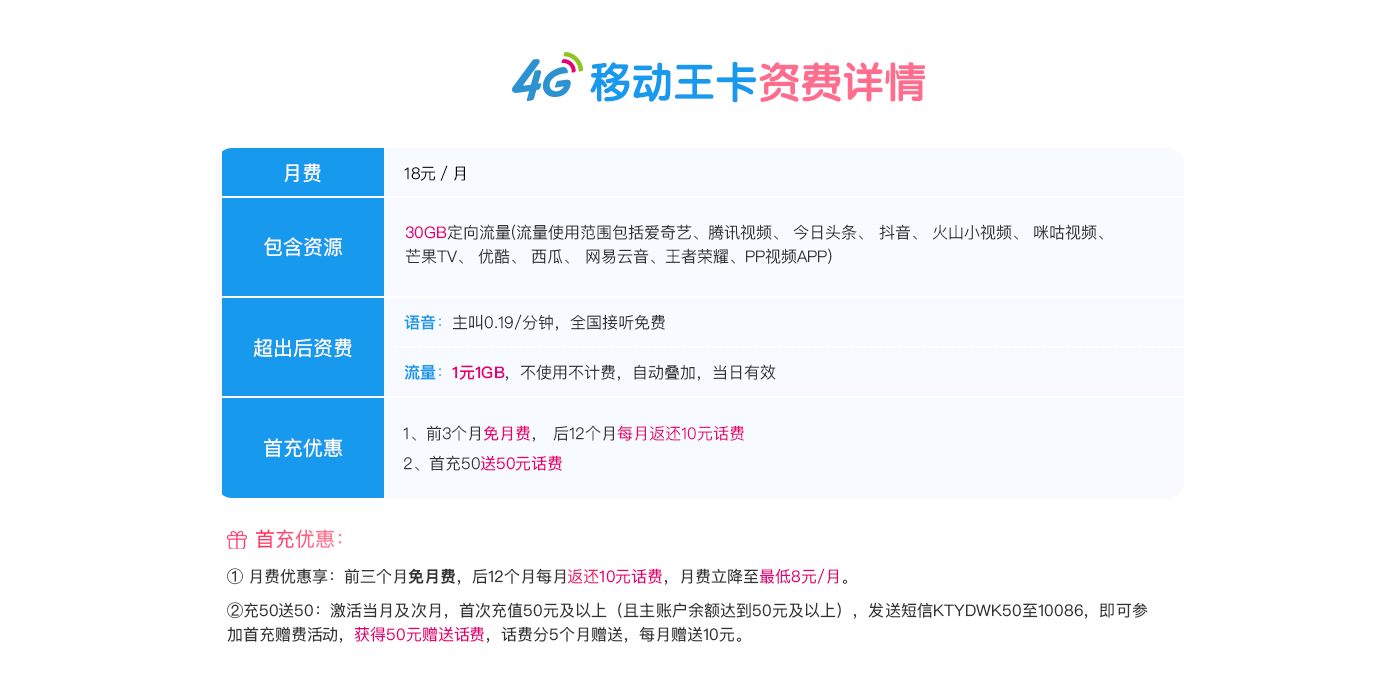 4G 移动王卡资费详情
月费
18元 / 月
包含资源
30GB定向流量(流量使用范围包括爱奇艺、腾讯视频、 今日头条、 抖音、 火山小视频、 咪咕视频、
芒果TV、 优酷、 西瓜、 网易云音、王者荣耀、PP视频APP)
超出后资费
语音：主叫0.19/分钟，全国接听免费
流量：1元1GB，不使用不计费，自动叠加，当日有效
首充优惠
1、前3个月免月费， 后12个月每月返还10元话费
2、首充50送50元话费
首充优惠：
① 月费优惠享：前三个月免月费，后12个月每月返还10元话费，月费立降至最低8元/月。
②充50送50：激活当月及次月，首次充值50元及以上（且主账户余额达到50元及以上），发送短信KTYDWK50至10086，即可参
加首充赠费活动，获得50元赠送话费，话费分5个月赠送，每月赠送10元。